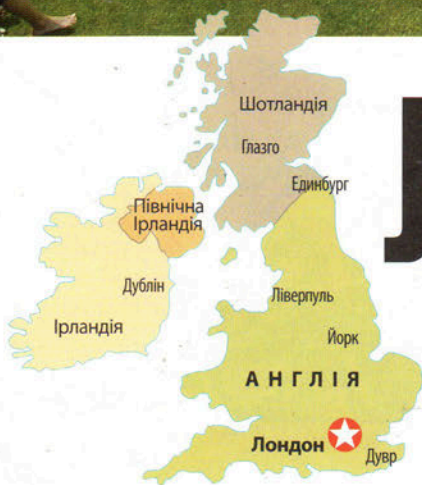 Шотландія
Глазго
Единбург
Північна
Ірландія
Дублін
Ірландія
Ліверпуль
Йорк
АНГЛІЯ
Лондон
Дувр